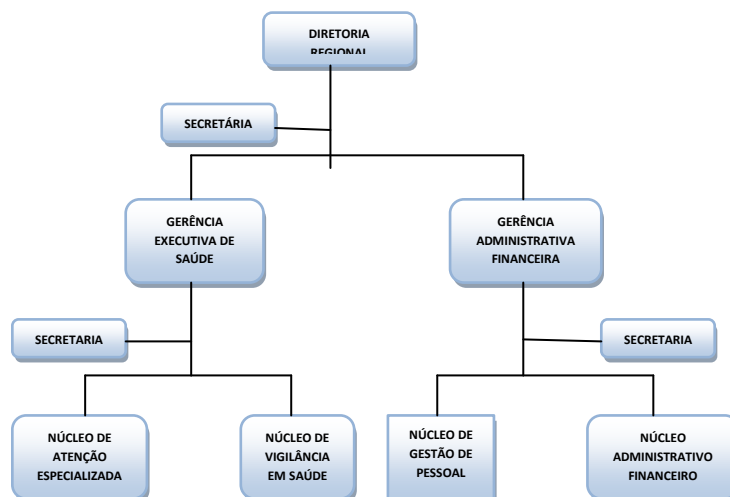 DIRETORIA
REGIONAL
SECRETÁRIA
GERÊNCIA
EXECUTIVA DE
SAÚDE
GERÊNCIA
ADMINISTRATIVA
FINANCEIRA
SECRETARIA
SECRETARIA
NÚCLEO DE
ATENÇÃO
ESPECIALIZADA
NÚCLEO DE
VIGILÂNCIA
EM SAÚDE
NÚCLEO DE
GESTÃO DE
PESSOAL
NÚCLEO
ADMINISTRATIVO
FINANCEIRO